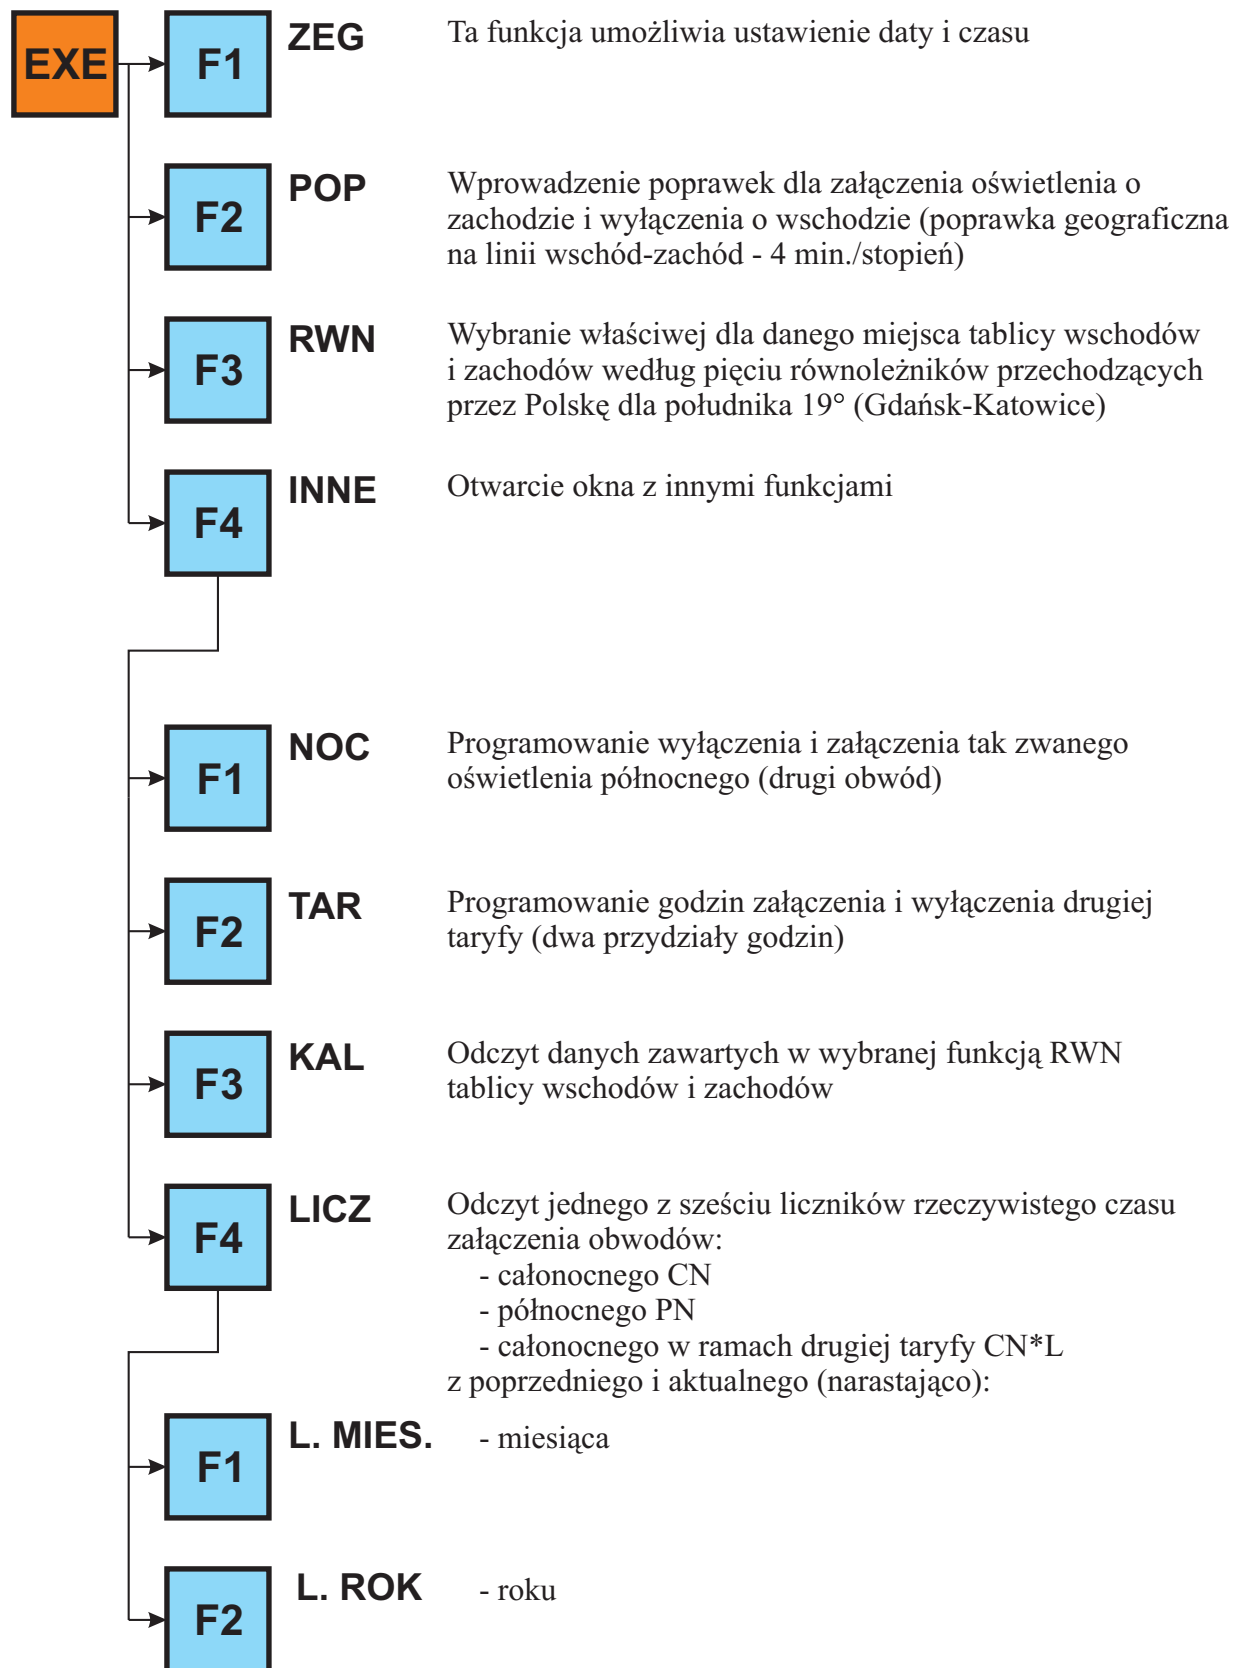 EXE
F1
ZEG
Ta funkcja umożliwia ustawienie daty i czasu
F2
POP
Wprowadzenie poprawek dla załączenia oświetlenia o
zachodzie i wyłączenia o wschodzie (poprawka geograficzna
na linii wschód-zachód - 4 min./stopień)
F3
RWN
Wybranie właściwej dla danego miejsca tablicy wschodów
i zachodów według pięciu równoleżników przechodzących
przez Polskę dla południka 19° (Gdańsk-Katowice)
F4
INNE
Otwarcie okna z innymi funkcjami
F1
NOC
Programowanie wyłączenia i załączenia tak zwanego
oświetlenia północnego (drugi obwód)
F2
TAR
Programowanie godzin załączenia i wyłączenia drugiej
taryfy (dwa przydziały godzin)
F3
KAL
Odczyt danych zawartych w wybranej funkcją RWN
tablicy wschodów i zachodów
F4
LICZ
Odczyt jednego z sześciu liczników rzeczywistego czasu
załączenia obwodów:
- całonocnego CN
- północnego PN
- całonocnego w ramach drugiej taryfy CN*L
z poprzedniego i aktualnego (narastająco):
F1
L. MIES.
- miesiąca
F2
L. ROK
- roku